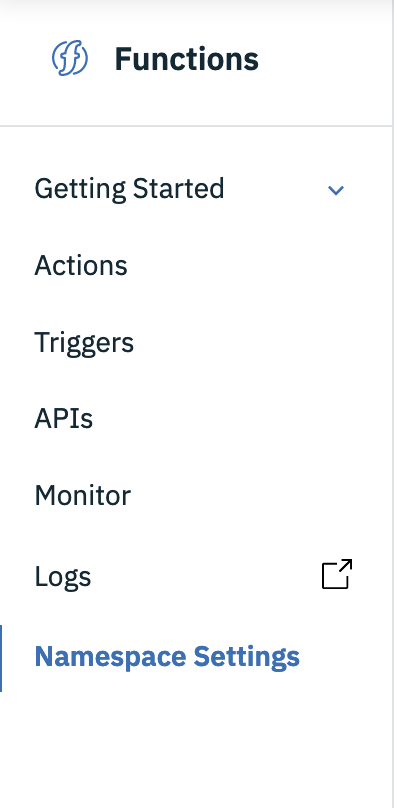 Functions
Getting Started
Actions
Triggers
APIs
Monitor
Logs
Namespace Settings